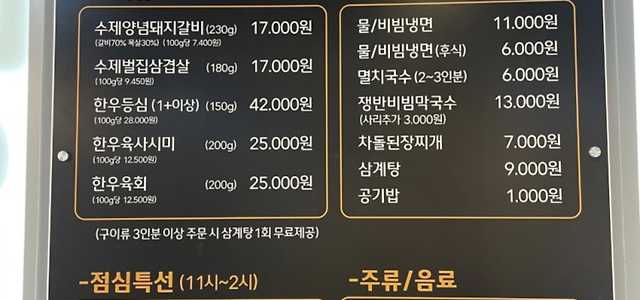 수제양념돼지갈비 (230g) 17.000원
(갈비70% 목살30%) (100g당 7.400원)
수제벌집삼겹살 (180g) 17.000원
(100g당 9.450원)
한우등심 (1+이상) (150g) 42.000원
(100g당 28.000원)
한우육사시미 (200g) 25.000원
(100g당 12.500원)
한우육회 (200g) 25.000원
(100g당 12.500원)
(구이류 3인분 이상 주문 시 삼계탕 1회 무료제공)
물/비빔냉면 11.000원
물/비빔냉면 (후식) 6.000원
멸치국수 (2~3인분) 6.000원
쟁반비빔막국수 13.000원
(사리추가 3.000원)
차돌된장찌개 7.000원
삼계탕 9.000원
공기밥 1.000원
-점심특선 (11시~2시)
-주류/음료